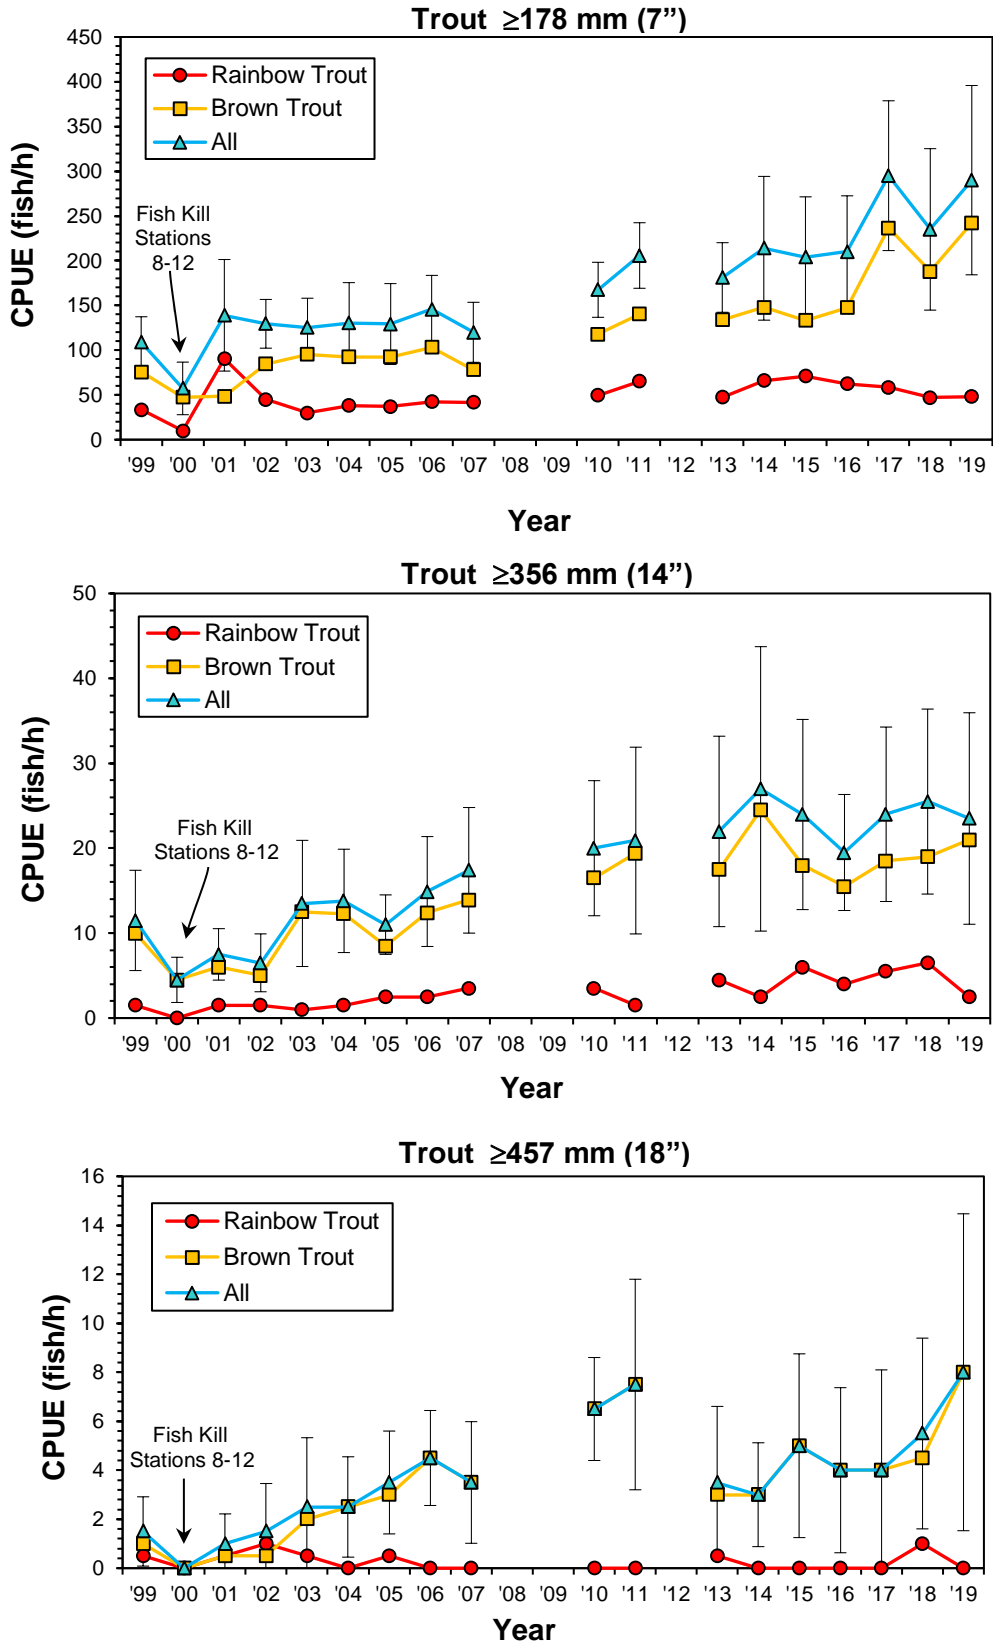 Trout ≥178 mm (7”)
450
400
350
300
250
200
150
100
50
0
CPUE (fish/h)
Rainbow Trout
Brown Trout
All
Fish Kill
Stations
8-12
'99 '00 '01 '02 '03 '04 '05 '06 '07 '08 '09 '10 '11 '12 '13 '14 '15 '16 '17 '18 '19
Year
Trout ≥356 mm (14”)
50
40
30
20
10
0
CPUE (fish/h)
Rainbow Trout
Brown Trout
All
Fish Kill
Stations 8-12
'99 '00 '01 '02 '03 '04 '05 '06 '07 '08 '09 '10 '11 '12 '13 '14 '15 '16 '17 '18 '19
Year
Trout ≥457 mm (18”)
16
14
12
10
8
6
4
2
0
CPUE (fish/h)
Rainbow Trout
Brown Trout
All
Fish Kill
Stations 8-12
'99 '00 '01 '02 '03 '04 '05 '06 '07 '08 '09 '10 '11 '12 '13 '14 '15 '16 '17 '18 '19
Year